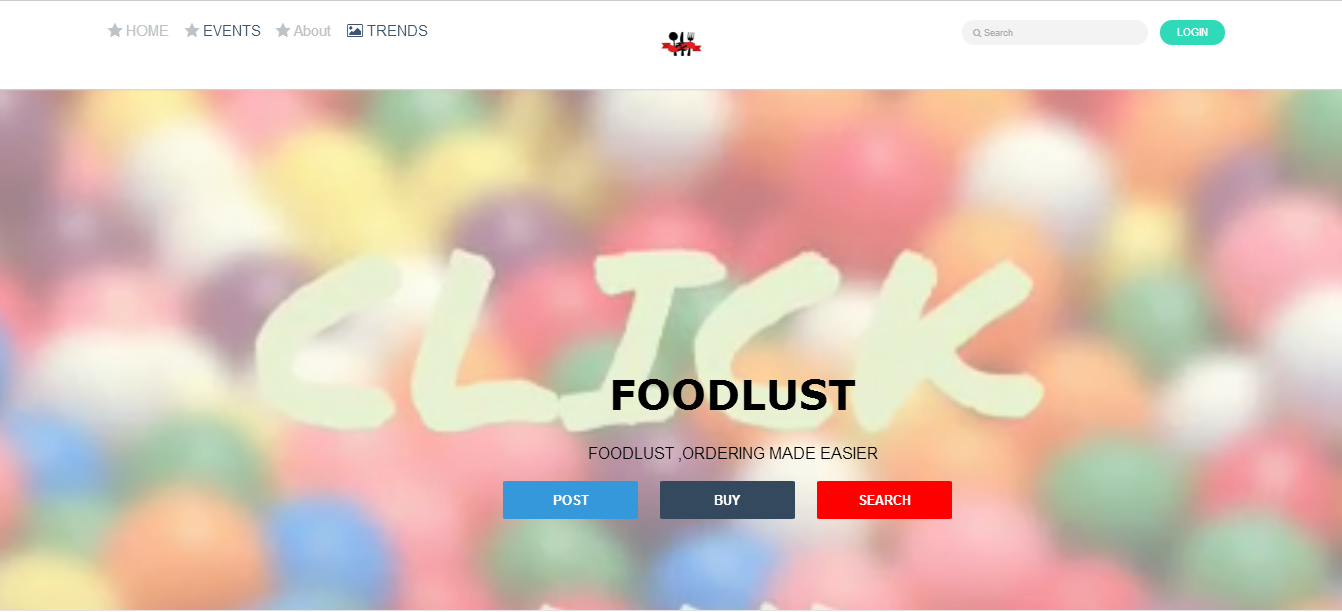 HOME EVENTS About TRENDS Search LOGIN
CLICK
FOODLUST
FOODLUST ,ORDERING MADE EASIER
POST BUY SEARCH